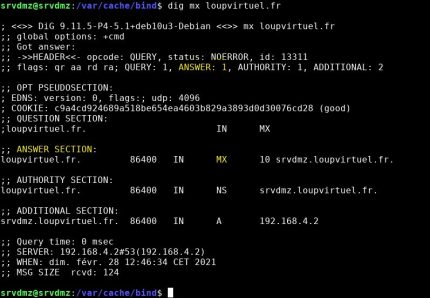 srvdmz@srvdmz:/var/cache/bind$ dig mx loupvirtuel.fr
; <<>> DiG 9.11.5-P4-5.1+deb10u3-Debian <<>> mx loupvirtuel.fr
;; global options: +cmd
;; Got answer:
;; ->>HEADER<<- opcode: QUERY, status: NOERROR, id: 13311
;; flags: qr aa rd ra; QUERY: 1, ANSWER: 1, AUTHORITY: 1, ADDITIONAL: 2
;; OPT PSEUDOSECTION:
; EDNS: version: 0, flags:; udp: 4096
; COOKIE: c9a4cd924689a518be654ea4603b829a3893d0d30076cd28 (good)
;; QUESTION SECTION:
;loupvirtuel.fr. IN MX
;; ANSWER SECTION:
loupvirtuel.fr. 86400 IN MX 10 srvdmz.loupvirtuel.fr.
;; AUTHORITY SECTION:
loupvirtuel.fr. 86400 IN NS srvdmz.loupvirtuel.fr.
;; ADDITIONAL SECTION:
srvdmz.loupvirtuel.fr. 86400 IN A 192.168.4.2
;; Query time: 0 msec
;; SERVER: 192.168.4.2#53(192.168.4.2)
;; WHEN: dim. févr. 28 12:46:34 CET 2021
;; MSG SIZE rcvd: 124
srvdmz@srvdmz:/var/cache/bind$